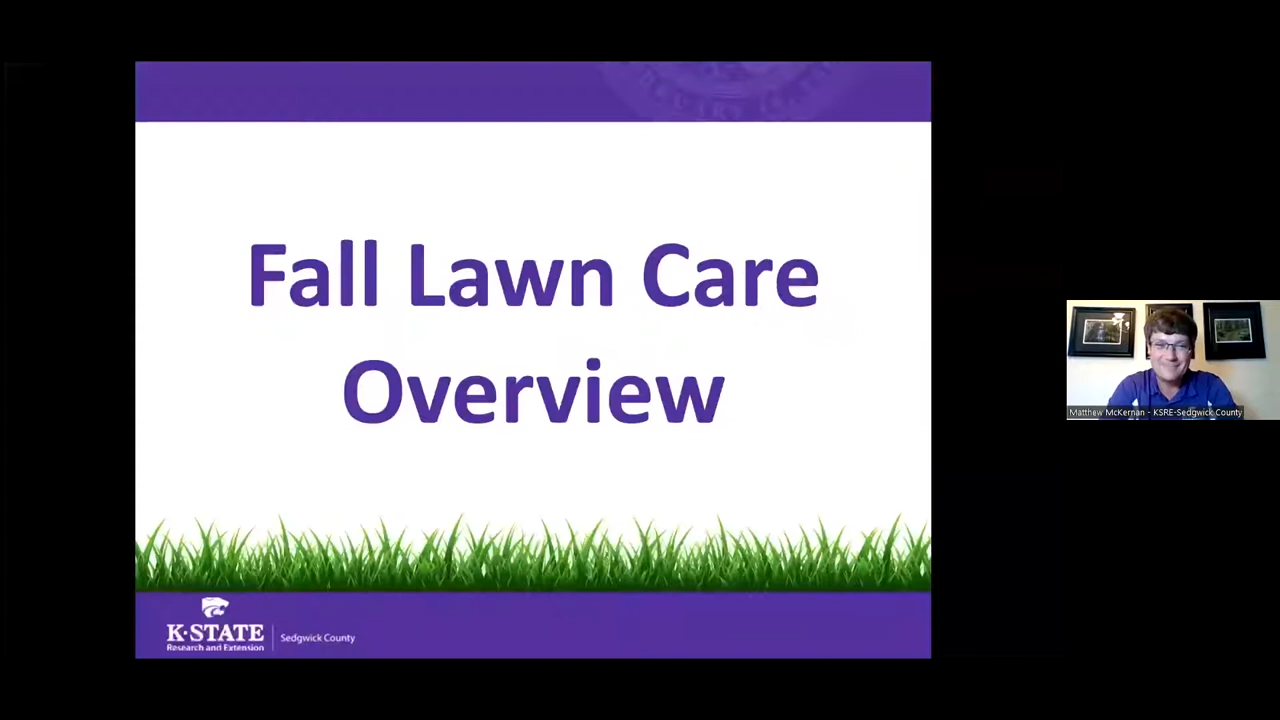 Fall Lawn Care
Overview
K-STATE
Research and Extension
Sedgwick County
Matthew McKernan - KSRE-Sedgwick County